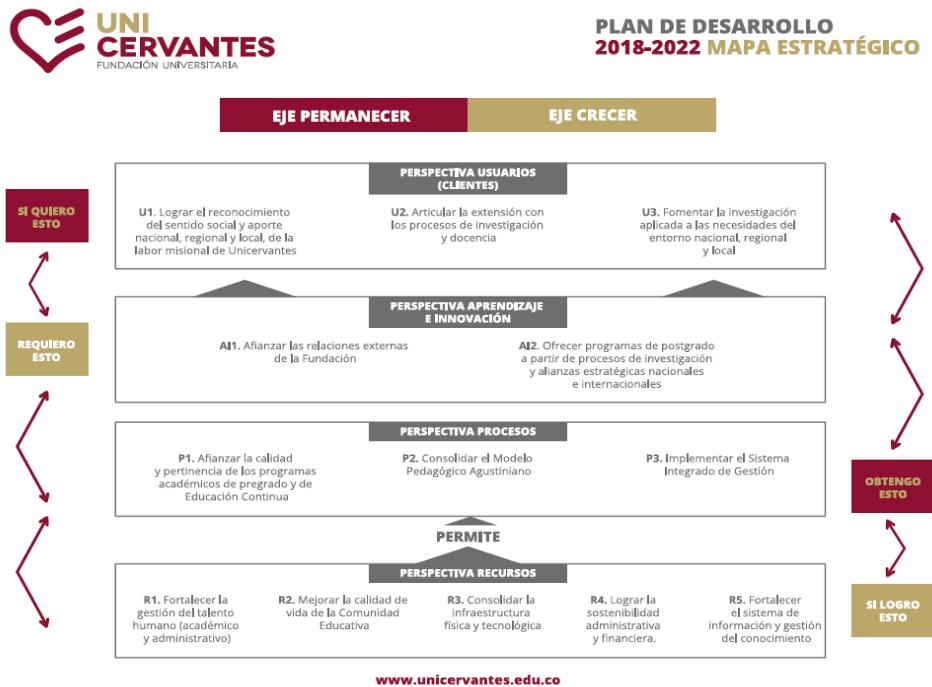 UNI
CERVANTES
FUNDACIÓN UNIVERSITARIA
PLAN DE DESARROLLO
2018-2022 MAPA ESTRATÉGICO
EJE PERMANECER
EJE CRECER
PERSPECTIVA USUARIOS
(CLIENTES)
SI QUIERO
ESTO
U1. Lograr el reconocimiento
del sentido social y aporte
nacional, regional y local, de la
labor misional de Unicervantes
U2. Articular la extensión con
los procesos de investigación
y docencia
U3. Fomentar la investigación
aplicada a las necesidades del
entorno nacional, regional
y local
PERSPECTIVA APRENDIZAJE
E INNOVACIÓN
REQUIERO
ESTO
AI1. Afianzar las relaciones externas
de la Fundación
AI2. Ofrecer programas de postgrado
a partir de procesos de investigación
y alianzas estratégicas nacionales
e internacionales
PERSPECTIVA PROCESOS
P1. Afianzar la calidad
y pertinencia de los programas
académicos de pregrado y de
Educación Continua
P2. Consolidar el Modelo
Pedagógico Agustiniano
P3. Implementar el Sistema
Integrado de Gestión
OBTENGO
ESTO
PERMITE
PERSPECTIVA RECURSOS
R1. Fortalecer la
gestión del talento
humano (académico
y administrativo)
R2. Mejorar la calidad de
vida de la Comunidad
Educativa
R3. Consolidar la
infraestructura
física y tecnológica
R4. Lograr la
sostenibilidad
administrativa
y financiera.
R5. Fortalecer
el sistema de
información y gestión
del conocimiento
SI LOGRO
ESTO
www.unicervantes.edu.co